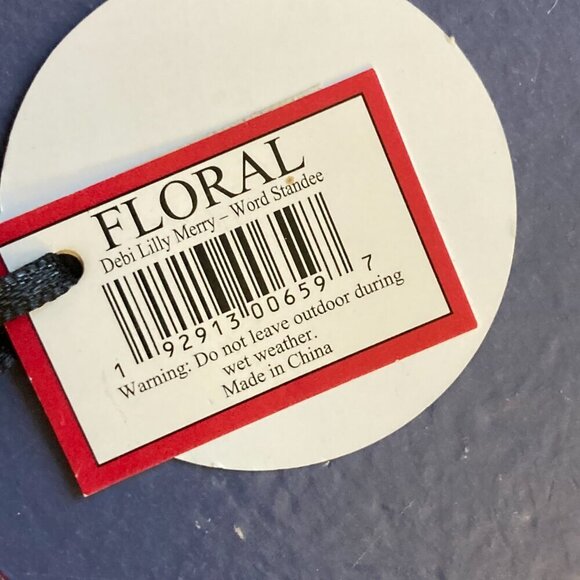 FLORAL
Debi Lilly Merry – Word Standee
1 92913 00659 7
Warning: Do not leave outdoor during
wet weather.
Made in China